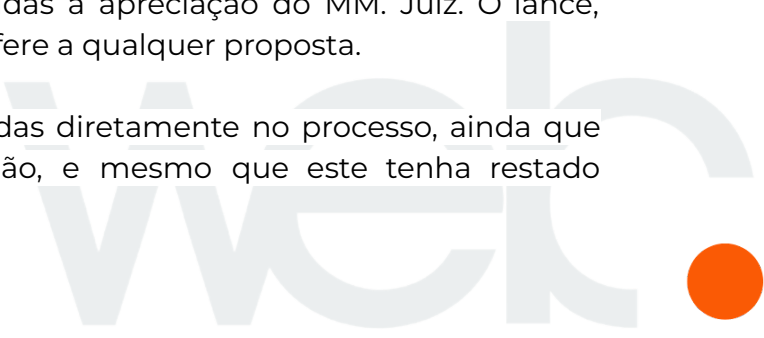 das à apreciação do MM. Juiz. O lance,
fere a qualquer proposta.
das diretamente no processo, ainda que
ão, e mesmo que este tenha restado
web